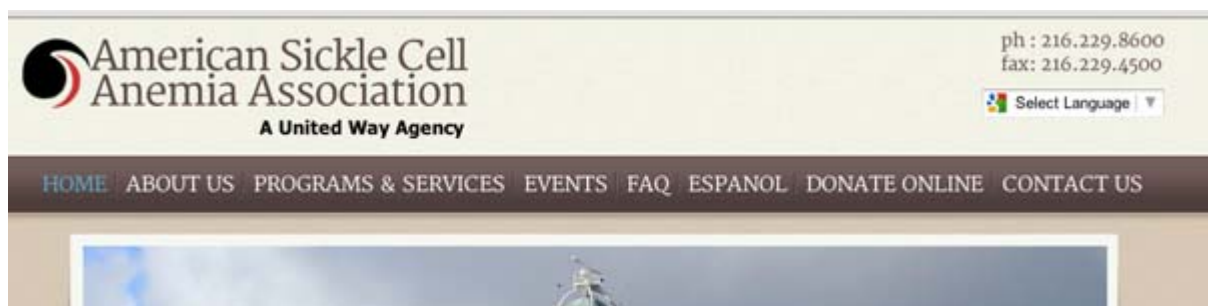 American Sickle Cell
Anemia Association
A United Way Agency
ph : 216.229.8600
fax: 216.229.4500
Select Language ▼
HOME ABOUT US PROGRAMS & SERVICES EVENTS FAQ ESPANOL DONATE ONLINE CONTACT US